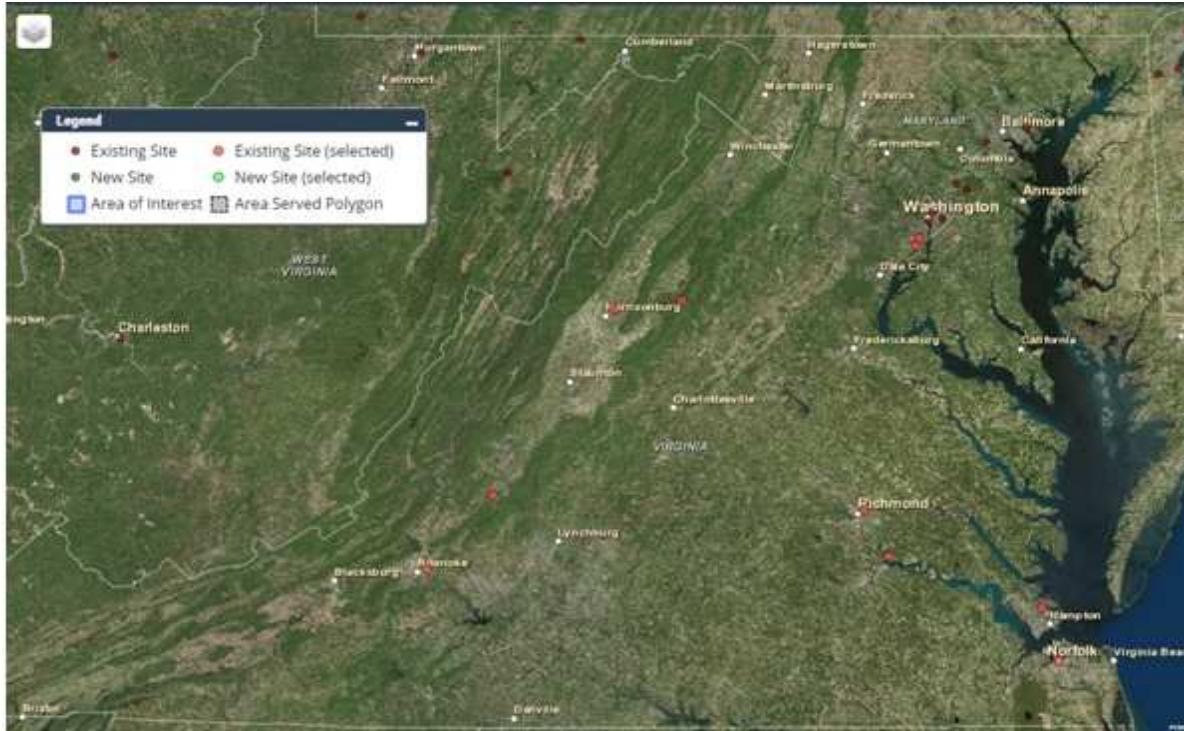 Morgantown
Cumberland
Hagerstown
Fairmont
Martinsburg
Frederick
Legend
Existing Site
Existing Site (selected)
New Site
New Site (selected)
Area of Interest
Area Served Polygon
MARYLAND
Baltimore
Winchester
Germantown
Columbia
Annapolis
Washington
WEST
VIRGINIA
Dale City
Harrisonburg
ington
Charleston
Fredericksburg
California
Staunton
Charlottesville
VIRGINIA
Richmond
Lynchburg
Blacksburg
Roanoke
Hampton
Norfolk
Virginia Bea
Bristol
Danville